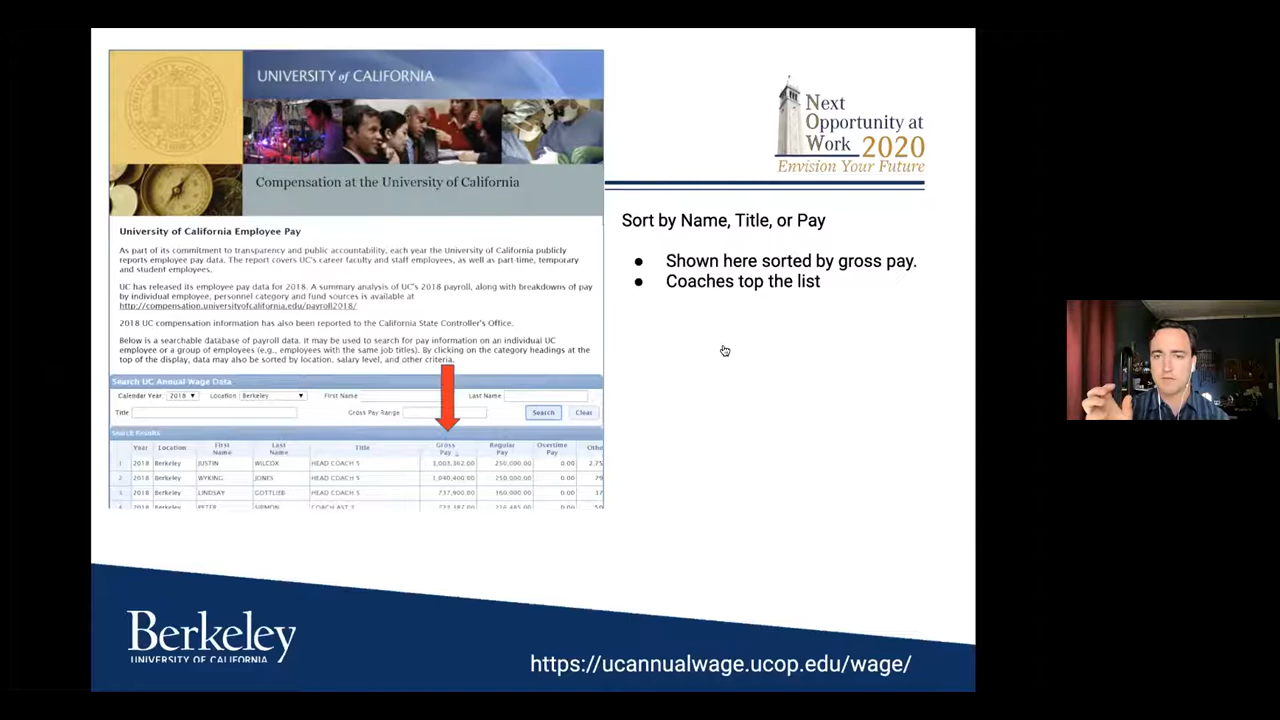 UNIVERSITY of CALIFORNIA
Compensation at the University of California
University of California Employee Pay
As part of its commitment to transparency and public accountability, each year the University of California publicly
reports employee pay data. The report covers UC's career faculty and staff employees, as well as part-time, temporary
and student employees.
UC has released its employee pay data for 2018. A summary analysis of UC's 2018 payroll, along with breakdowns of pay
by individual employee, personnel category and fund sources is available at
http://compensation.universityofcalifornia.edu/payroll2018/
2018 UC compensation information has also been reported to the California State Controller's Office.
Below is a searchable database of payroll data. It may be used to search for pay information on an individual UC
employee or a group of employees (e.g., employees with the same job titles). By clicking on the category headings at the
top of the display, data may also be sorted by location, salary level, and other criteria.
Search UC Annual Wage Data
Calendar Year: 2018 Location Berkeley First Name Last Name
Title Gross Pay Range Search Clear
Search Results
Year Location First Name Last Name Title Gross Pay Regular Pay Overtime Pay Othe
1 2018 Berkeley JUSTIN WILCOX HEAD COACH 5 250,000.00 0.00 2,75
2 2018 Berkeley WYKING JONES HEAD COACH 5 250,000.00 0.00 79
3 2018 Berkeley LINDSAY GOTTLIEB HEAD COACH 5 737,900.00 360,000.00 0.00 37
4 2018 Berkeley PETER SIRMON COACH AST 0.00
Next
Opportunity at
Work 2020
Envision Your Future
Sort by Name, Title, or Pay
● Shown here sorted by gross pay.
● Coaches top the list
Berkeley
UNIVERSITY OF CALIFORNIA
https://ucannualwage.ucop.edu/wage/